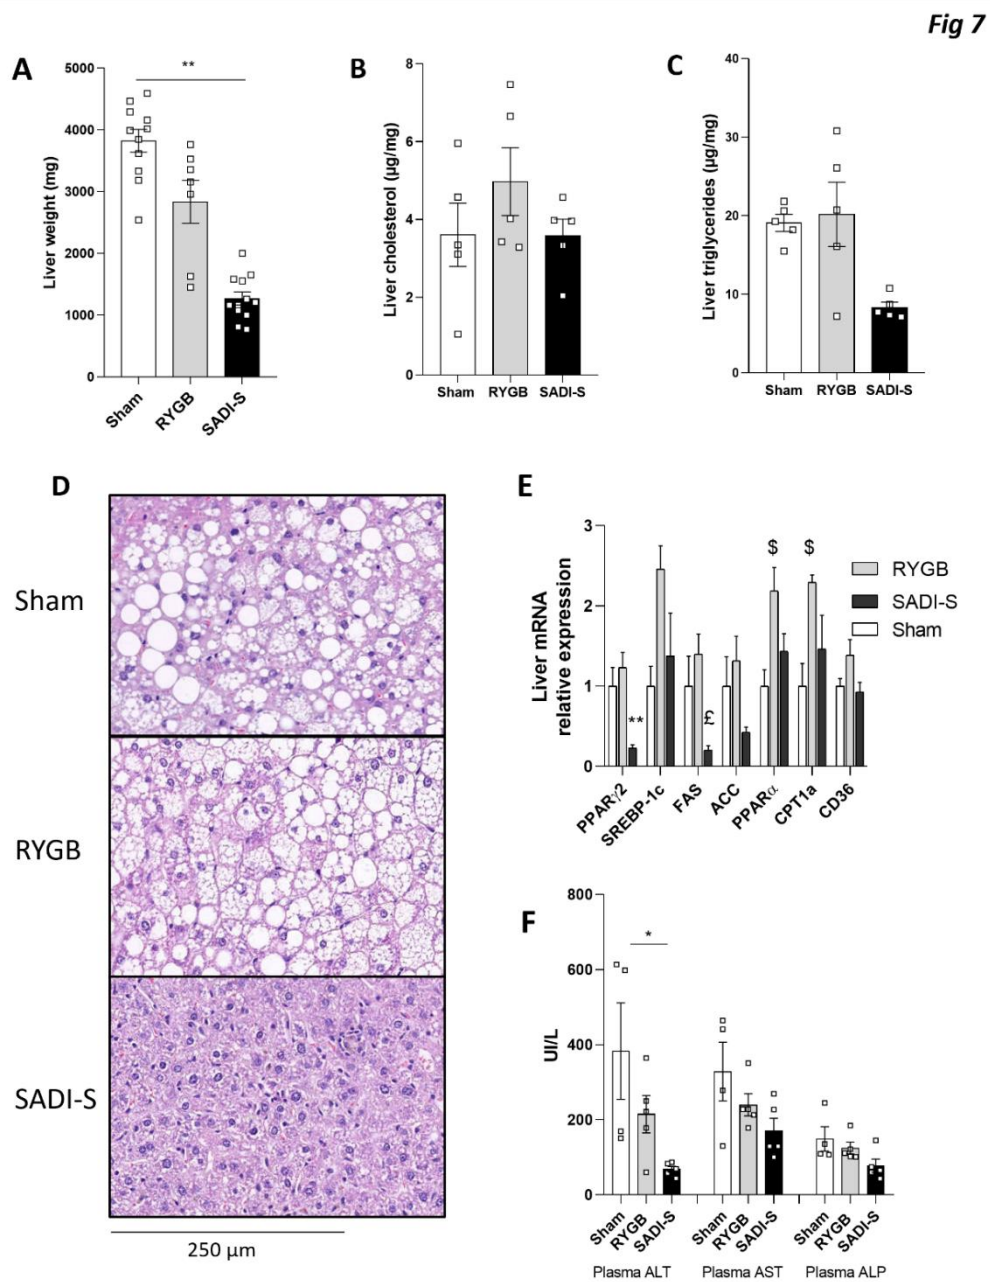 Fig 7
A
Liver weight (mg)
5000
4000
3000
2000
1000
0
**
Sham
RYGB
SADI-S
B
Liver cholesterol (µg/mg)
8
6
4
2
0
Sham
RYGB
SADI-S
C
Liver triglycerides (µg/mg)
40
30
20
10
0
Sham
RYGB
SADI-S
D
Sham
RYGB
SADI-S
250 µm
E
Liver mRNA
relative expression
3
2
1
0
**
£
$
$
RYGB
SADI-S
Sham
PPARγ2
SREBP-1c
FAS
ACC
PPARα
CPT1a
CD36
F
UI/L
800
600
400
200
0
*
Sham
RYGB
SADI-S
Sham
RYGB
SADI-S
Sham
RYGB
SADI-S
Plasma ALT
Plasma AST
Plasma ALP